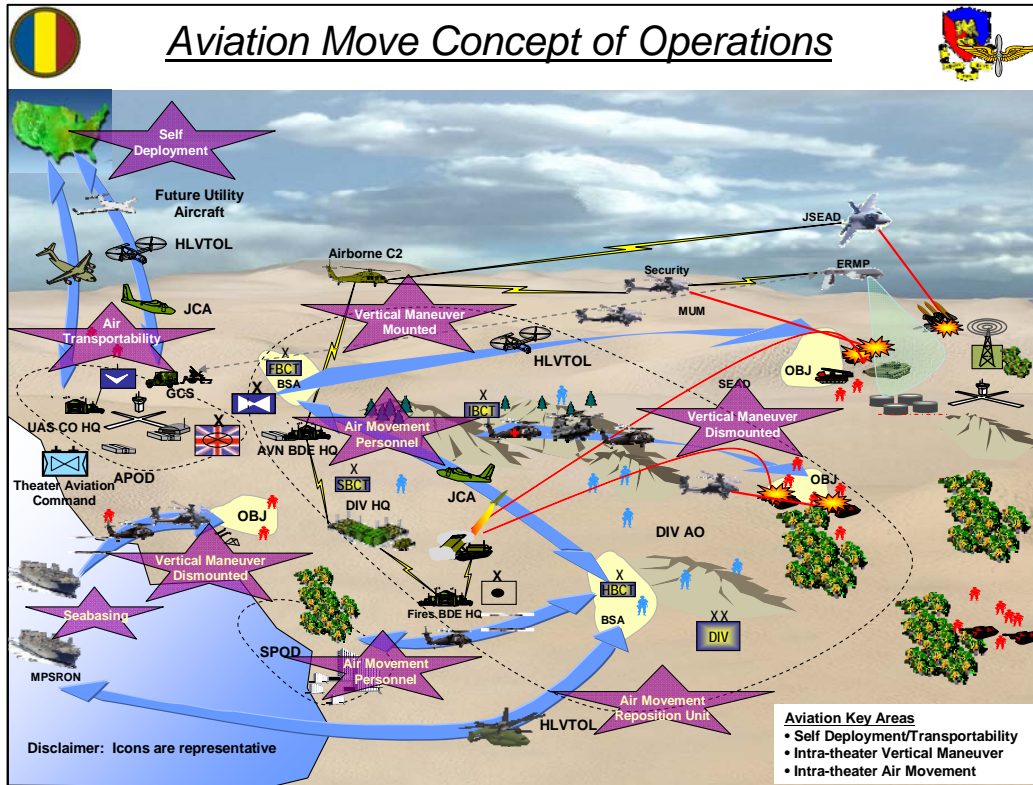 Aviation Move Concept of Operations
Self
Deployment
Future Utility
Aircraft
HLVTOL
JCA
Air
Transportability
Airborne C2
JSEAD
Security
ERMP
MUM
Vertical Maneuver
Mounted
HLVTOL
X
FBCT
BSA
OBJ
SEAD
GCS
UAS CO HQ
X
X
AVN BDE HQ
Air Movement
Personnel
X
IBCT
Vertical Maneuver
Dismounted
Theater Aviation
Command
APOD
X
SBCT
DIV HQ
JCA
OBJ
OBJ
DIV AO
Vertical Maneuver
Dismounted
X
HBCT
BSA
X
Fires BDE HQ
XX
DIV
Seabasing
MPSRON
SPOD
Air Movement
Personnel
Air Movement
Reposition Unit
HLVTOL
Disclaimer:  Icons are representative
Aviation Key Areas
• Self Deployment/Transportability
• Intra-theater Vertical Maneuver
• Intra-theater Air Movement